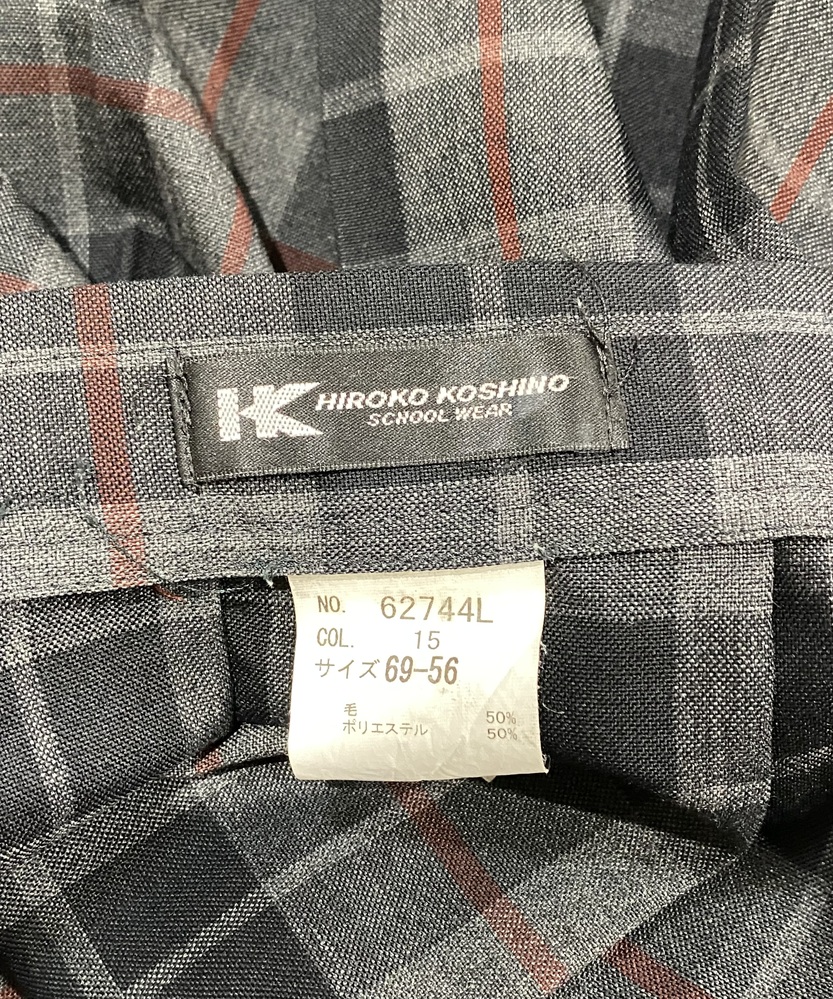 HK HIROKO KOSHINO
SCHOOL WEAR
NO. 62744L
COL. 15
サイズ 69-56
毛 50%
ポリエステル 50%